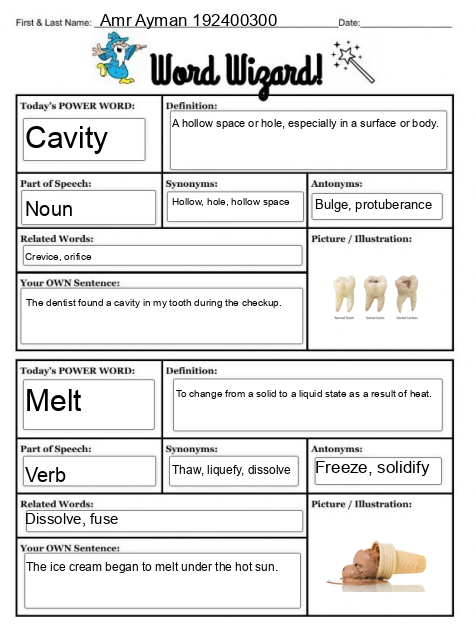 First & Last Name: Amr Ayman 192400300 Date:
Word Wizard!
Today's POWER WORD: Definition:
Cavity
A hollow space or hole, especially in a surface or body.
Part of Speech: Synonyms: Antonyms:
Noun
Hollow, hole, hollow space
Bulge, protuberance
Related Words: Picture / Illustration:
Crevice, orifice
Your OWN Sentence:
The dentist found a cavity in my tooth during the checkup.
Today's POWER WORD: Definition:
Melt
To change from a solid to a liquid state as a result of heat.
Part of Speech: Synonyms: Antonyms:
Verb
Thaw, liquefy, dissolve
Freeze, solidify
Related Words: Picture / Illustration:
Dissolve, fuse
Your OWN Sentence:
The ice cream began to melt under the hot sun.